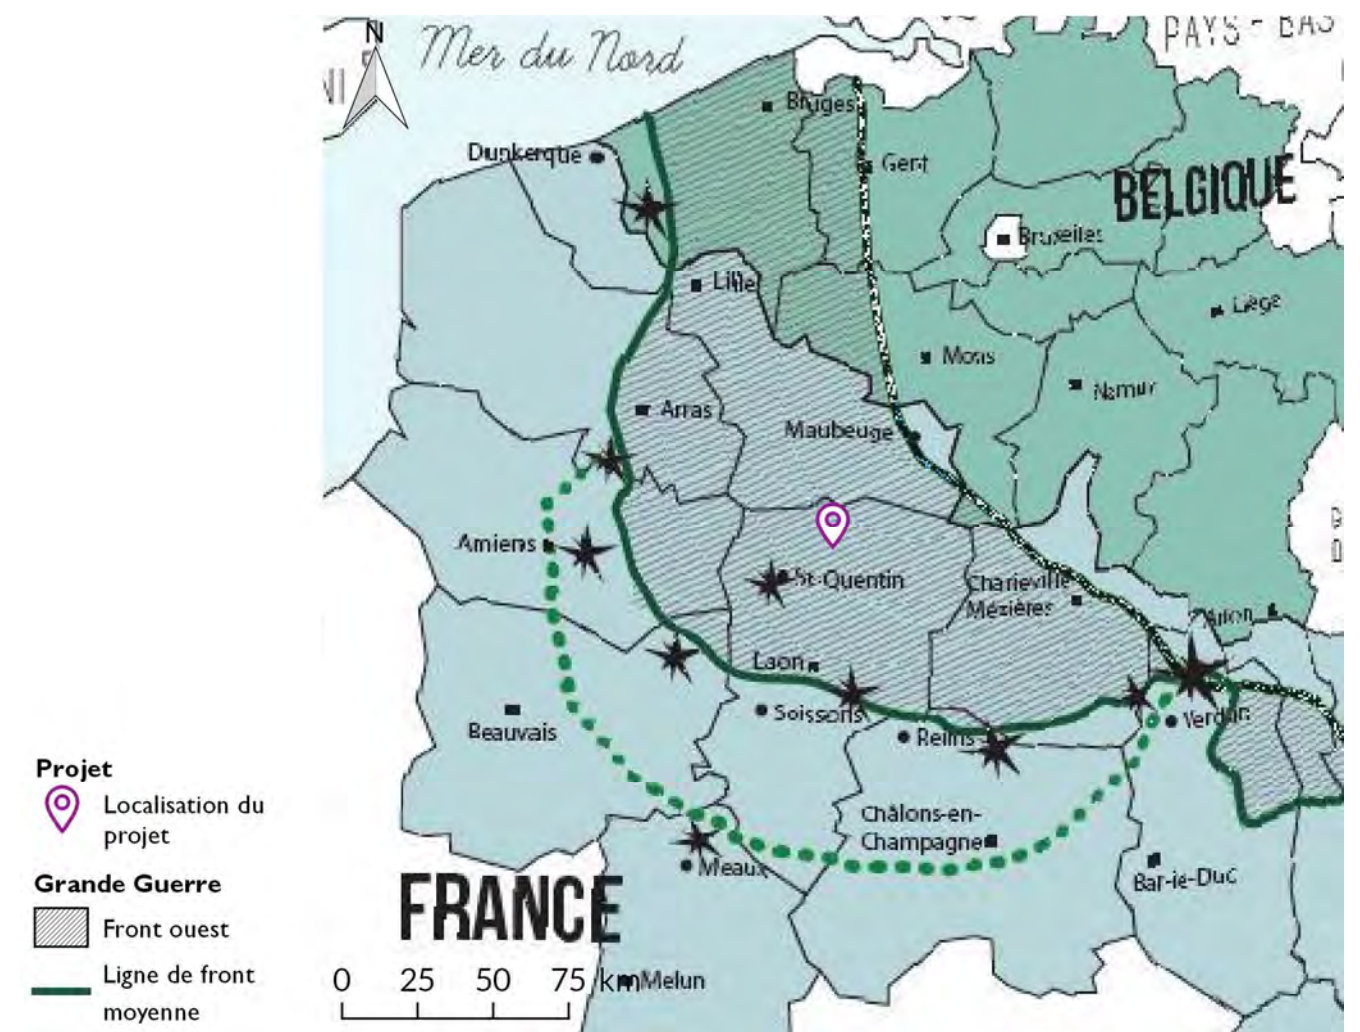 N
Mer du Nord
PAYS - BAS
NI
Bruges
Dunkerque
Gent
BELGIQUE
Bruxelles
Lille
Liège
Mons
Namur
Arras
Maubeuge
Amiens
St-Quentin
Charleville
Mézières
Arlon
Laon
Soissons
Verdun
Beauvais
Reims
Châlons-en-
Champagne
Meaux
Bar-le-Duc
FRANCE
Melun
0 25 50 75 km
Projet
Localisation du
projet
Grande Guerre
Front ouest
Ligne de front
moyenne